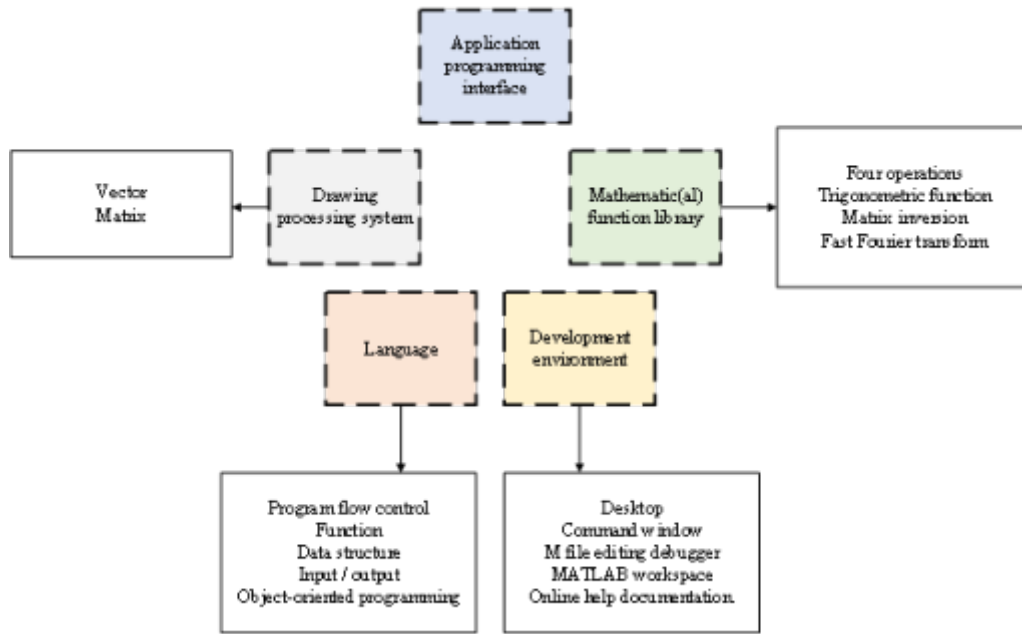 Application
programming
interface
Vector
Matrix
Drawing
processing system
Mathematic(al)
function library
Four operations
Trigonometric function
Matrix inversion
Fast Fourier transform
Language
Development
environment
Program flow control
Function
Data structure
Input / output
Object-oriented programming
Desktop
Command window
M file editing debugger
MATLAB workspace
Online help documentation.